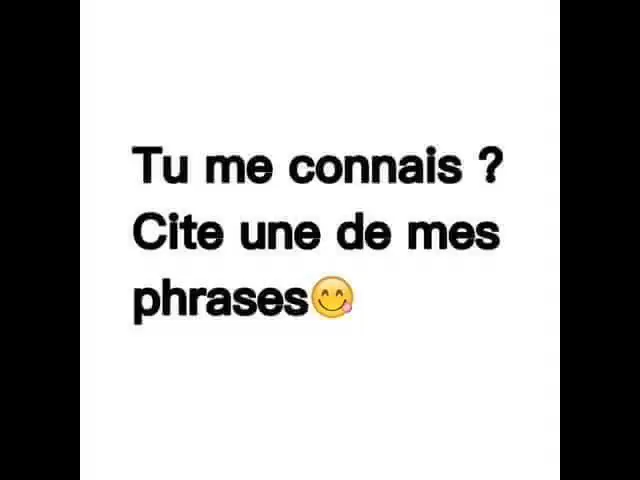 Tu me connais ?
Cite une de mes
phrases😋